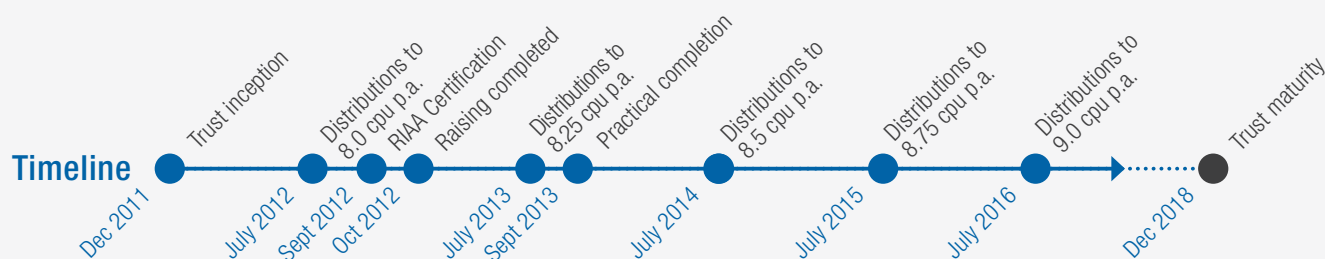 Timeline
Trust inception
Distributions to
8.0 cpu p.a.
RIAA Certification
Raising completed
Distributions to
8.25 cpu p.a.
Practical completion
Distributions to
8.5 cpu p.a.
Distributions to
8.75 cpu p.a.
Distributions to
9.0 cpu p.a.
Trust maturity
Dec 2011
July 2012
Sept 2012
Oct 2012
July 2013
Sept 2013
July 2014
July 2015
July 2016
Dec 2018